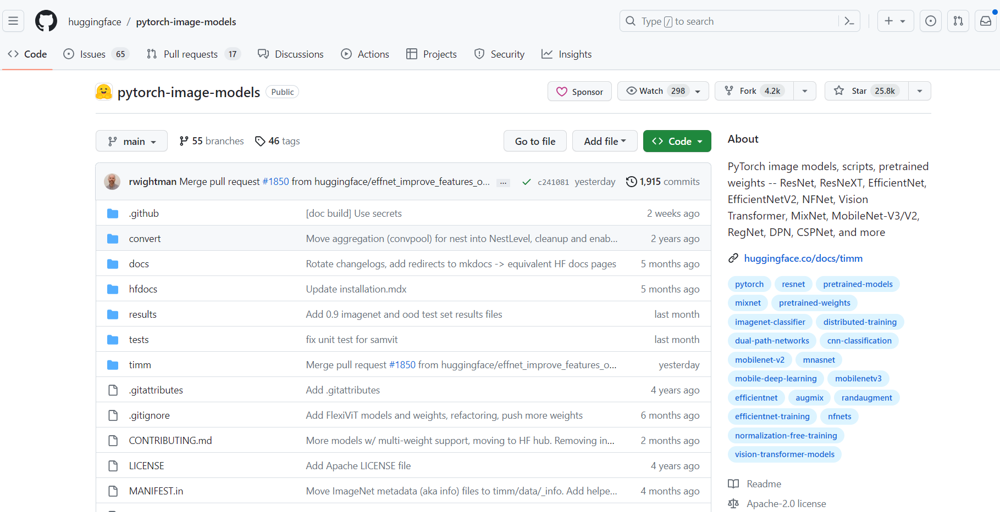 huggingface / pytorch-image-models
Type / to search
Code
Issues 65
Pull requests 17
Discussions
Actions
Projects
Security
Insights
pytorch-image-models Public
Sponsor
Watch 298
Fork 4.2k
Star 25.8k
main
55 branches
46 tags
Go to file
Add file
Code
rwightman Merge pull request #1850 from huggingface/effnet_improve_features_o... ... c241081 yesterday 1,915 commits
.github [doc build] Use secrets 2 weeks ago
convert Move aggregation (convpool) for nest into NestLevel, cleanup and enab... 2 years ago
docs Rotate changelogs, add redirects to mkdocs -> equivalent HF docs pages 5 months ago
hfdocs Update installation.mdx 5 months ago
results Add 0.9 imagenet and ood test set results files last month
tests fix unit test for samvit last month
timm Merge pull request #1850 from huggingface/effnet_improve_features_o... yesterday
.gitattributes Add .gitattributes 4 years ago
.gitignore Add FlexiViT models and weights, refactoring, push more weights 6 months ago
CONTRIBUTING.md More models w/ multi-weight support, moving to HF hub. Removing in... 2 months ago
LICENSE Add Apache LICENSE file 4 years ago
MANIFEST.in Move ImageNet metadata (aka info) files to timm/data/_info. Add helpe... 4 months ago
About
PyTorch image models, scripts, pretrained
weights -- ResNet, ResNeXT, EfficientNet,
EfficientNetV2, NFNet, Vision
Transformer, MixNet, MobileNet-V3/V2,
RegNet, DPN, CSPNet, and more
huggingface.co/docs/timm
pytorch resnet pretrained-models
mixnet pretrained-weights
imagenet-classifier distributed-training
dual-path-networks cnn-classification
mobilenet-v2 mnasnet
mobile-deep-learning mobilenetv3
efficientnet augmix randaugment
efficientnet-training nfnets
normalization-free-training
vision-transformer-models
Readme
Apache-2.0 license